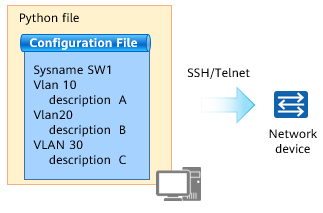 Python file
Configuration File
Sysname SW1
Vlan 10
description A
Vlan20
description B
VLAN 30
description C
SSH/Telnet
Network
device